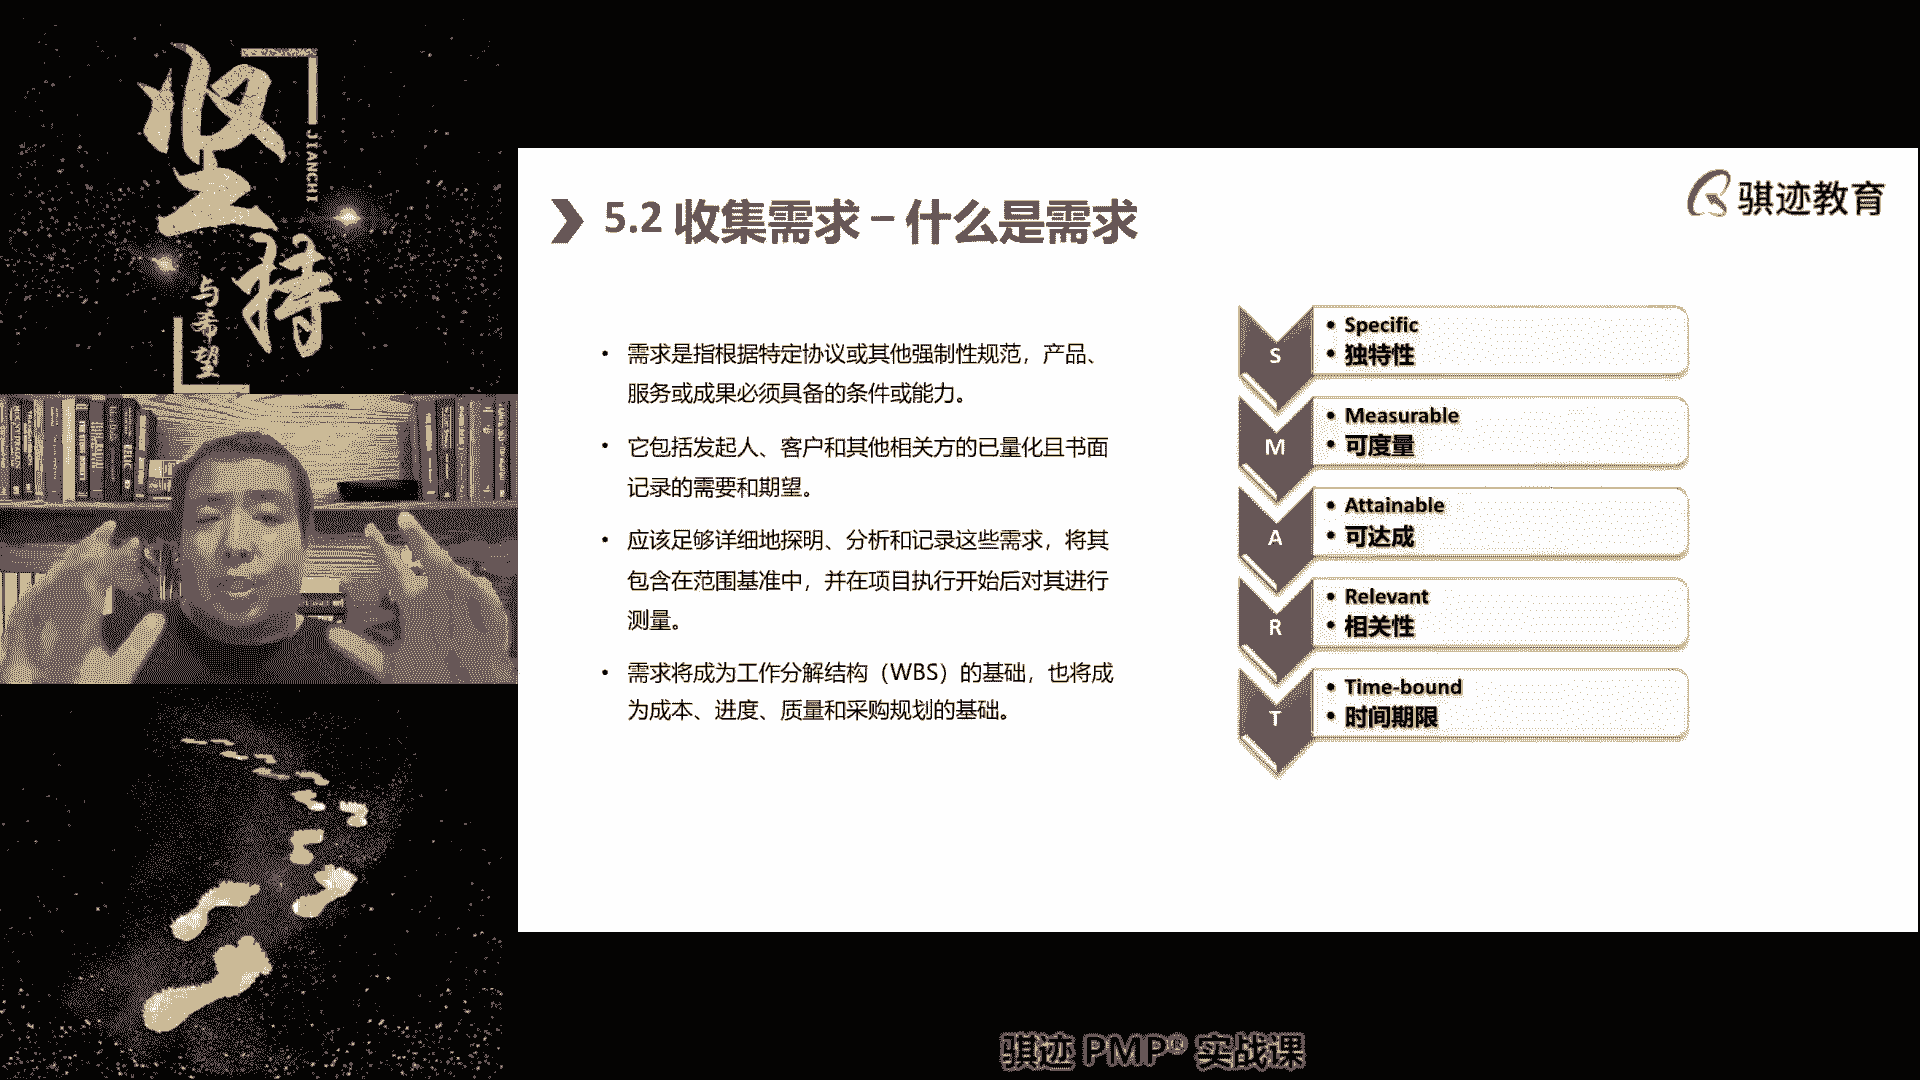 坚持
JIANCHI
与希望
骐迹教育
5.2 收集需求 – 什么是需求
• 需求是指根据特定协议或其他强制性规范，产品、
服务或成果必须具备的条件或能力。
• 它包括发起人、客户和其他相关方的已量化且书面
记录的需要和期望。
• 应该足够详细地探明、分析和记录这些需求，将其
包含在范围基准中，并在项目执行开始后对其进行
测量。
• 需求将成为工作分解结构（WBS）的基础，也将成
为成本、进度、质量和采购规划的基础。
S
• Specific
• 独特性
M
• Measurable
• 可度量
A
• Attainable
• 可达成
R
• Relevant
• 相关性
T
• Time-bound
• 时间期限
骐迹 PMP® 实战课